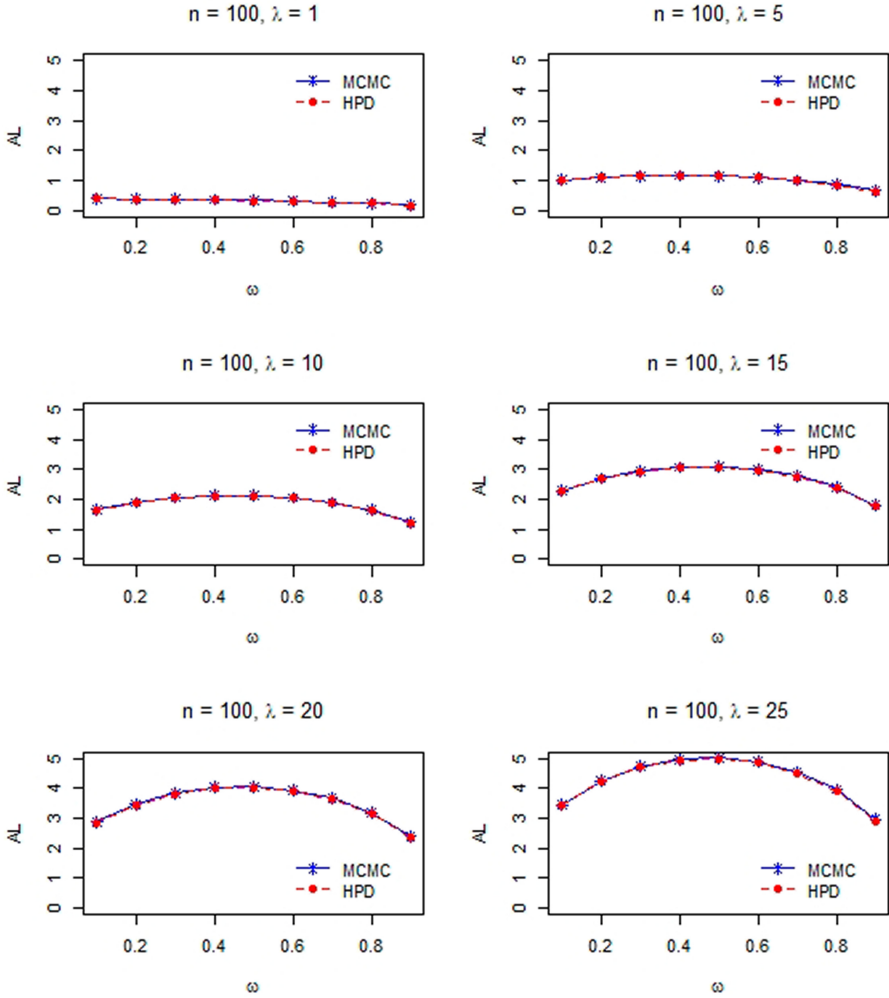 n = 100, λ = 1
AL
5
4
3
2
1
0
MCMC
HPD
0.2 0.4 0.6 0.8
ω
n = 100, λ = 5
AL
5
4
3
2
1
0
MCMC
HPD
0.2 0.4 0.6 0.8
ω
n = 100, λ = 10
AL
5
4
3
2
1
0
MCMC
HPD
0.2 0.4 0.6 0.8
ω
n = 100, λ = 15
AL
5
4
3
2
1
0
MCMC
HPD
0.2 0.4 0.6 0.8
ω
n = 100, λ = 20
AL
5
4
3
2
1
0
MCMC
HPD
0.2 0.4 0.6 0.8
ω
n = 100, λ = 25
AL
5
4
3
2
1
0
MCMC
HPD
0.2 0.4 0.6 0.8
ω